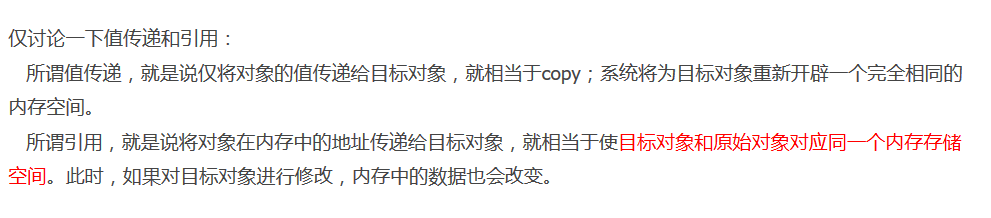 仅讨论一下值传递和引用：
所谓值传递，就是说仅将对象的值传递给目标对象，就相当于copy；系统将为目标对象重新开辟一个完全相同的
内存空间。
所谓引用，就是说将对象在内存中的地址传递给目标对象，就相当于使目标对象和原始对象对应同一个内存存储
空间。此时，如果对目标对象进行修改，内存中的数据也会改变。